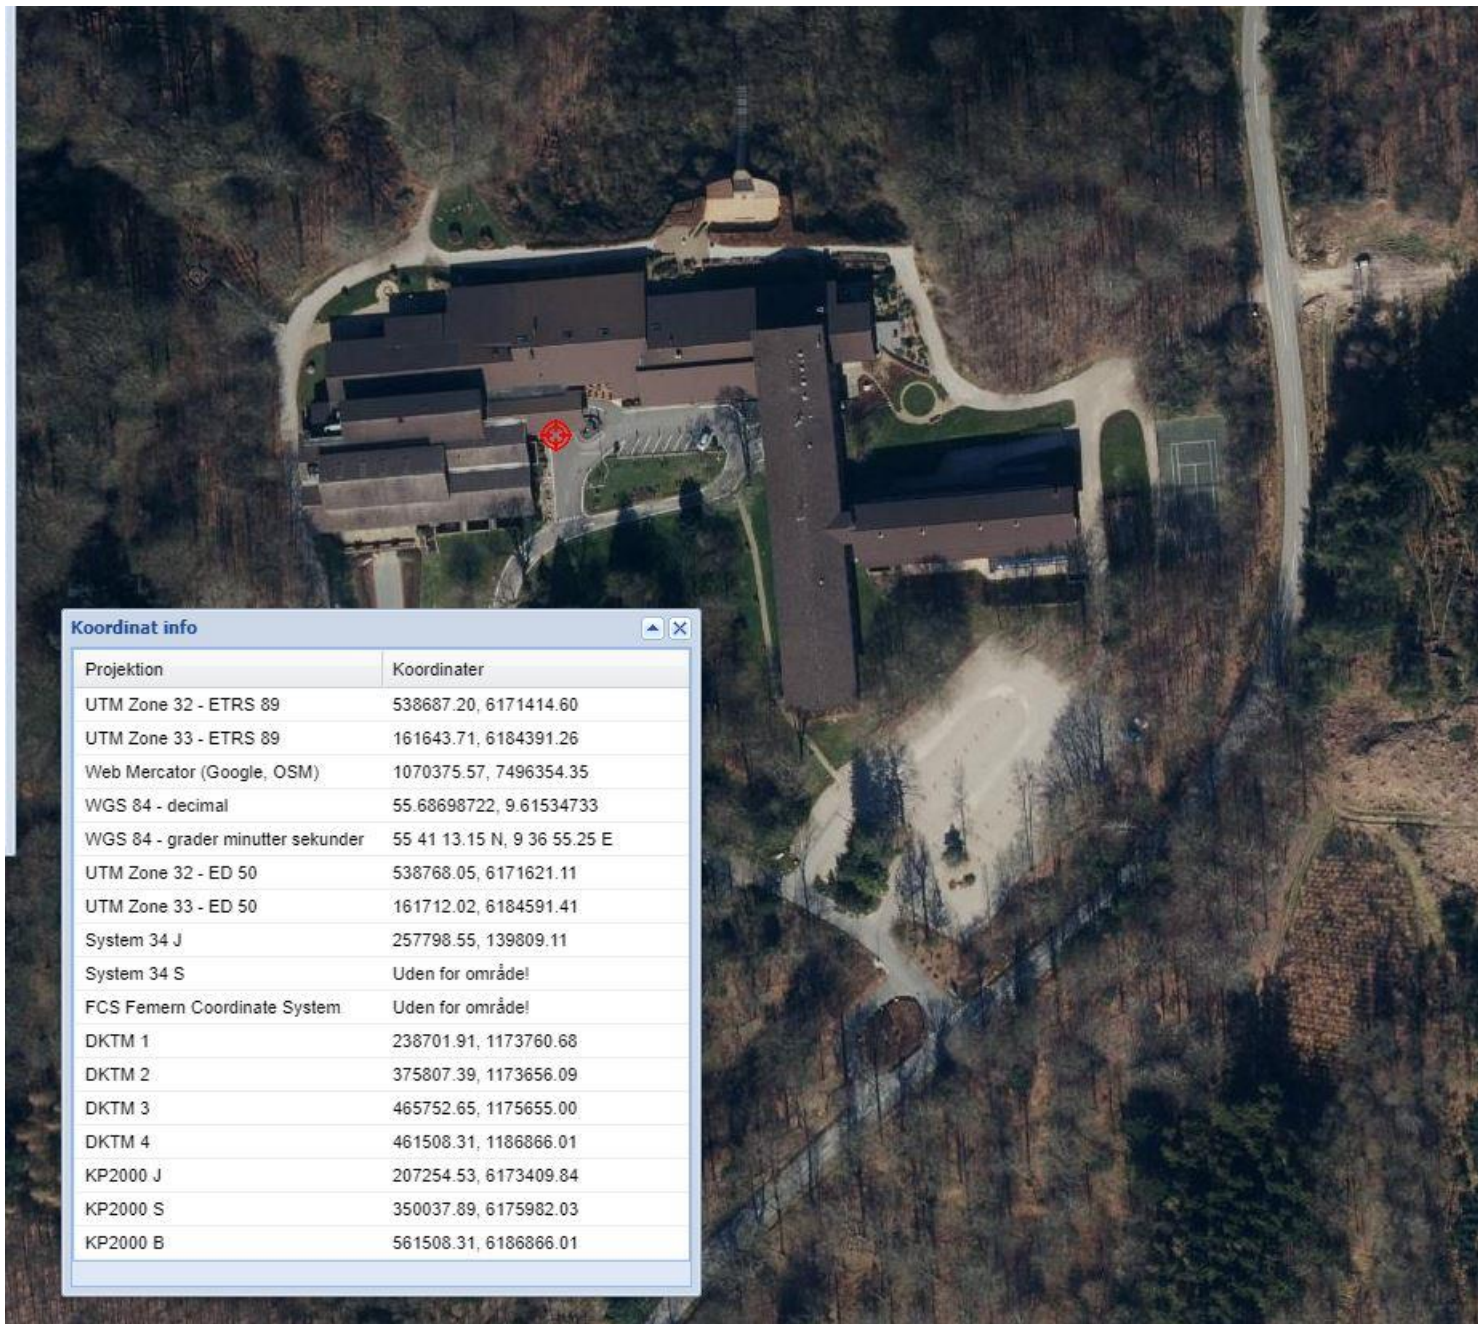 Koordinat info
Projektion Koordinater
UTM Zone 32 - ETRS 89 538687.20, 6171414.60
UTM Zone 33 - ETRS 89 161643.71, 6184391.26
Web Mercator (Google, OSM) 1070375.57, 7496354.35
WGS 84 - decimal 55.68698722, 9.61534733
WGS 84 - grader minutter sekunder 55 41 13.15 N, 9 36 55.25 E
UTM Zone 32 - ED 50 538768.05, 6171621.11
UTM Zone 33 - ED 50 161712.02, 6184591.41
System 34 J 257798.55, 139809.11
System 34 S Uden for område!
FCS Femern Coordinate System Uden for område!
DKTM 1 238701.91, 1173760.68
DKTM 2 375807.39, 1173656.09
DKTM 3 465752.65, 1175655.00
DKTM 4 461508.31, 1186866.01
KP2000 J 207254.53, 6173409.84
KP2000 S 350037.89, 6175982.03
KP2000 B 561508.31, 6186866.01